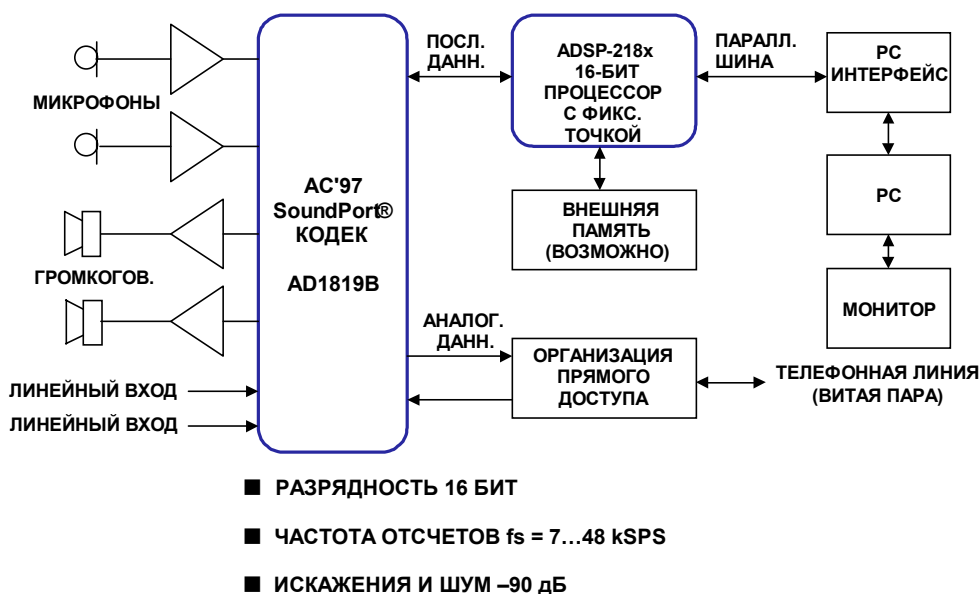 МИКРОФОНЫ
ГРОМКОГОВ.
ЛИНЕЙНЫЙ ВХОД
ЛИНЕЙНЫЙ ВХОД
AC'97
SoundPort®
КОДЕК
AD1819B
ПОСЛ.
ДАНН.
ADSP-218x
16-БИТ
ПРОЦЕССОР
С ФИКС.
ТОЧКОЙ
ПАРАЛЛ.
ШИНА
PC
ИНТЕРФЕЙС
PC
МОНИТОР
ВНЕШНЯЯ
ПАМЯТЬ
(ВОЗМОЖНО)
АНАЛОГ.
ДАНН.
ОРГАНИЗАЦИЯ
ПРЯМОГО
ДОСТУПА
ТЕЛЕФОННАЯ ЛИНИЯ
(ВИТАЯ ПАРА)
■ РАЗРЯДНОСТЬ 16 БИТ
■ ЧАСТОТА ОТСЧЕТОВ fs = 7...48 kSPS
■ ИСКАЖЕНИЯ И ШУМ –90 дБ